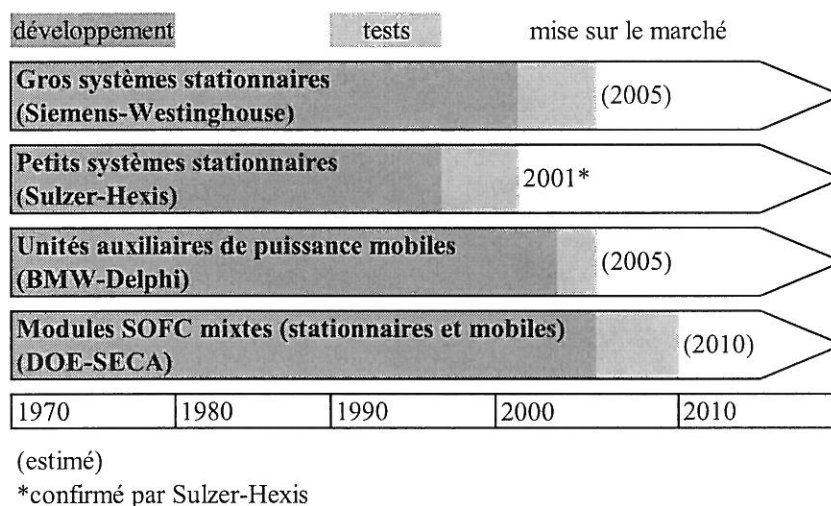 développement tests mise sur le marché
Gros systèmes stationnaires
(Siemens-Westinghouse)
(2005)
Petits systèmes stationnaires
(Sulzer-Hexis)
2001*
Unités auxiliaires de puissance mobiles
(BMW-Delphi)
(2005)
Modules SOFC mixtes (stationnaires et mobiles)
(DOE-SECA)
(2010)
1970 1980 1990 2000 2010
(estimé)
*confirmé par Sulzer-Hexis